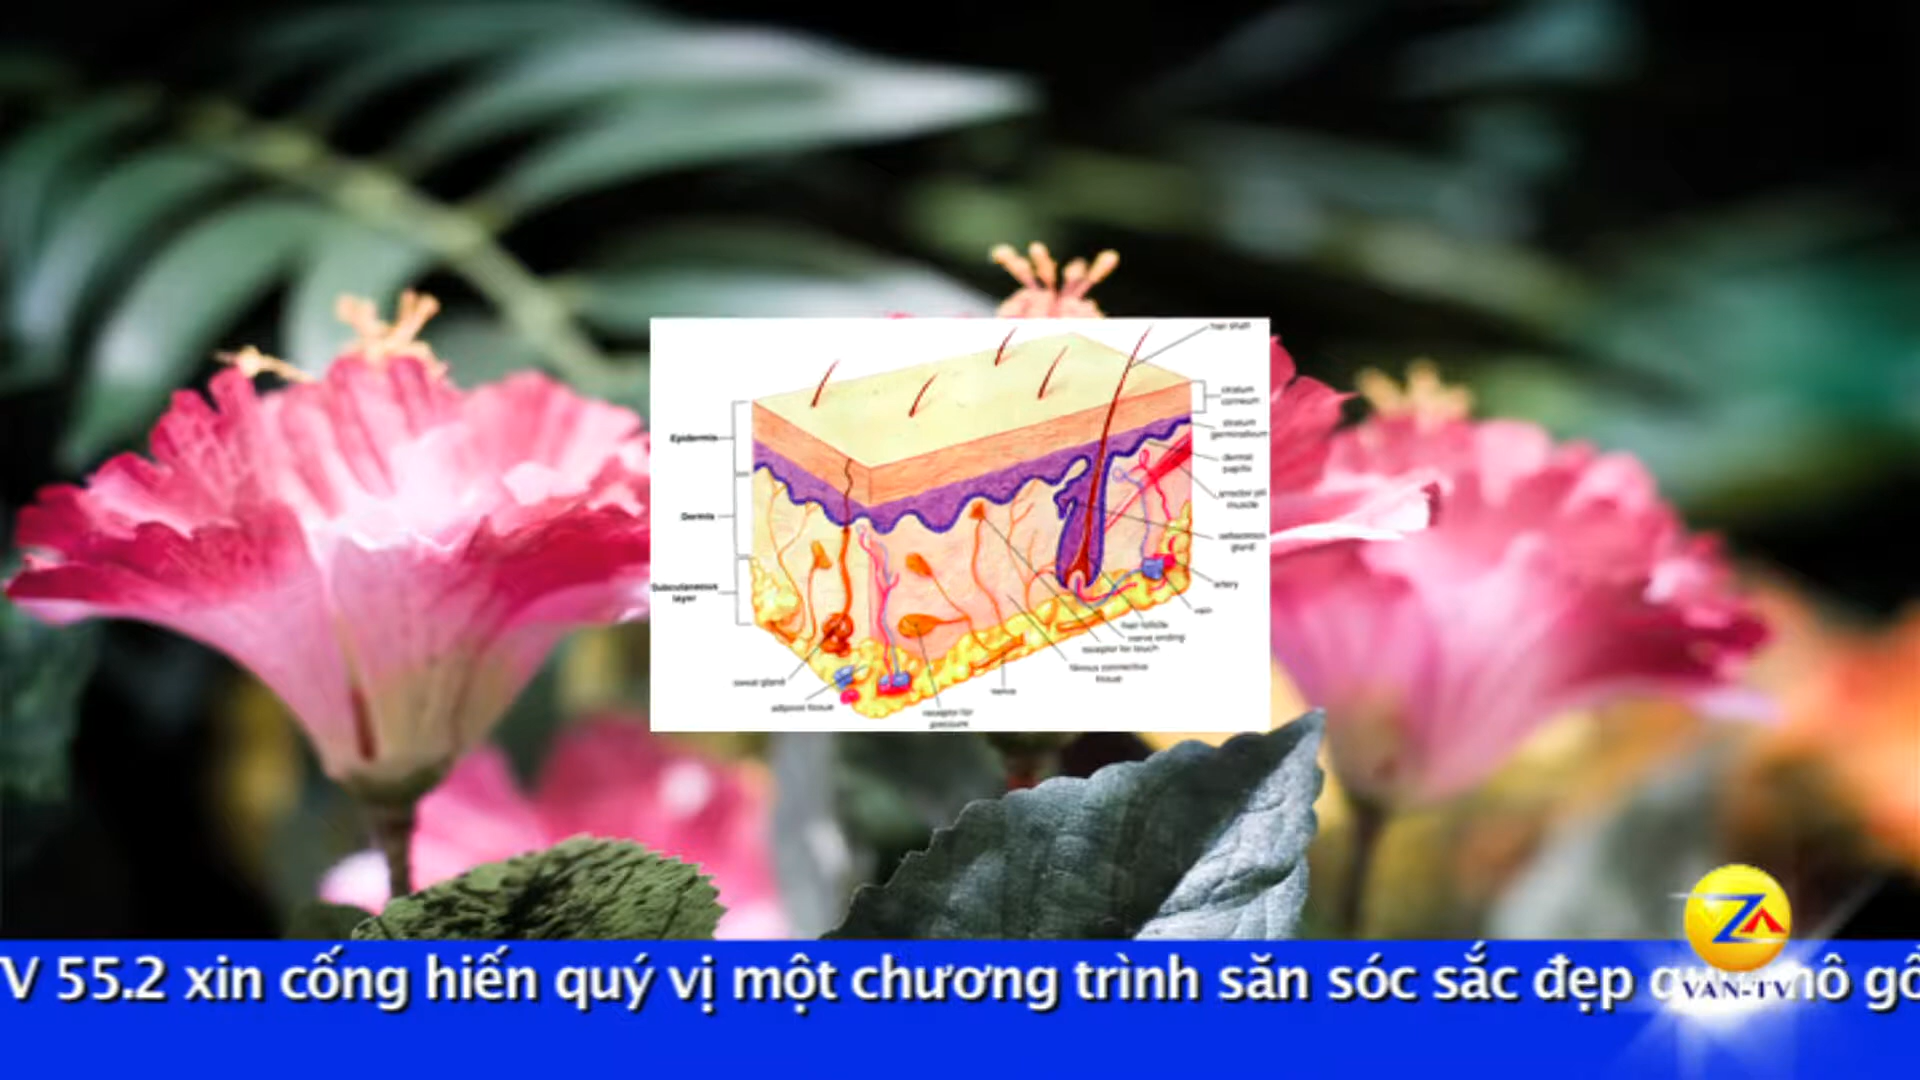 hair shaft
stratum
corneum
Epidermis
stratum
germinativum
dermal
papilla
Dermis
arrector pili
muscle
sebaceous
gland
Subcutaneous
layer
artery
vein
hair follicle
nerve ending
receptor for touch
fibrous connective
tissue
sweat gland
nerve
adipose tissue
receptor for
pressure
V 55.2 xin cống hiến quý vị một chương trình săn sóc sắc đẹp
VAN-TV